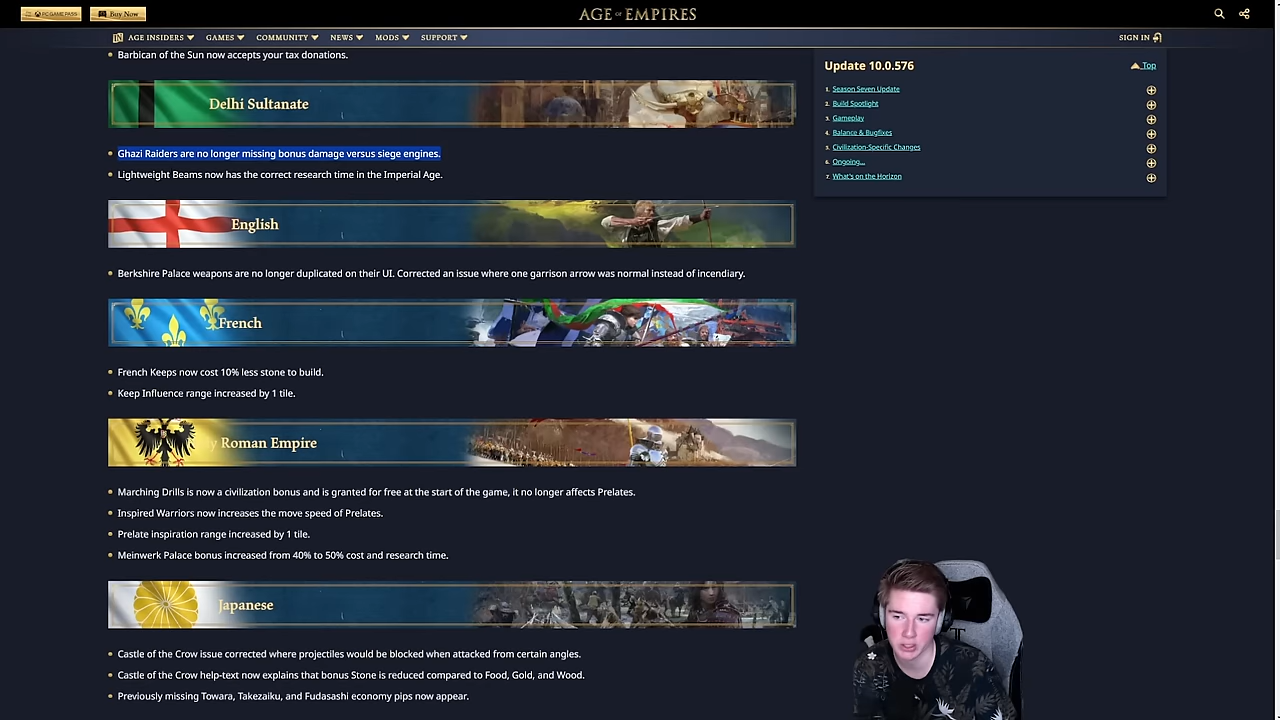 PC GAME PASS
Buy Now
AGE OF EMPIRES
AGE INSIDERS
GAMES
COMMUNITY
NEWS
MODS
SUPPORT
SIGN IN
Barbican of the Sun now accepts your tax donations.
Delhi Sultanate
Ghazi Raiders are no longer missing bonus damage versus siege engines.
Lightweight Beams now has the correct research time in the Imperial Age.
English
Berkshire Palace weapons are no longer duplicated on their UI. Corrected an issue where one garrison arrow was normal instead of incendiary.
French
French Keeps now cost 10% less stone to build.
Keep Influence range increased by 1 tile.
y Roman Empire
Marching Drills is now a civilization bonus and is granted for free at the start of the game, it no longer affects Prelates.
Inspired Warriors now increases the move speed of Prelates.
Prelate inspiration range increased by 1 tile.
Meinwerk Palace bonus increased from 40% to 50% cost and research time.
Japanese
Castle of the Crow issue corrected where projectiles would be blocked when attacked from certain angles.
Castle of the Crow help-text now explains that bonus Stone is reduced compared to Food, Gold, and Wood.
Previously missing Towara, Takezaiku, and Fudasashi economy pips now appear.
Update 10.0.576
Top
1. Season Seven Update
2. Build Spotlight
3. Gameplay
4. Balance & Bugfixes
5. Civilization-Specific Changes
6. Ongoing...
7. What's on the Horizon